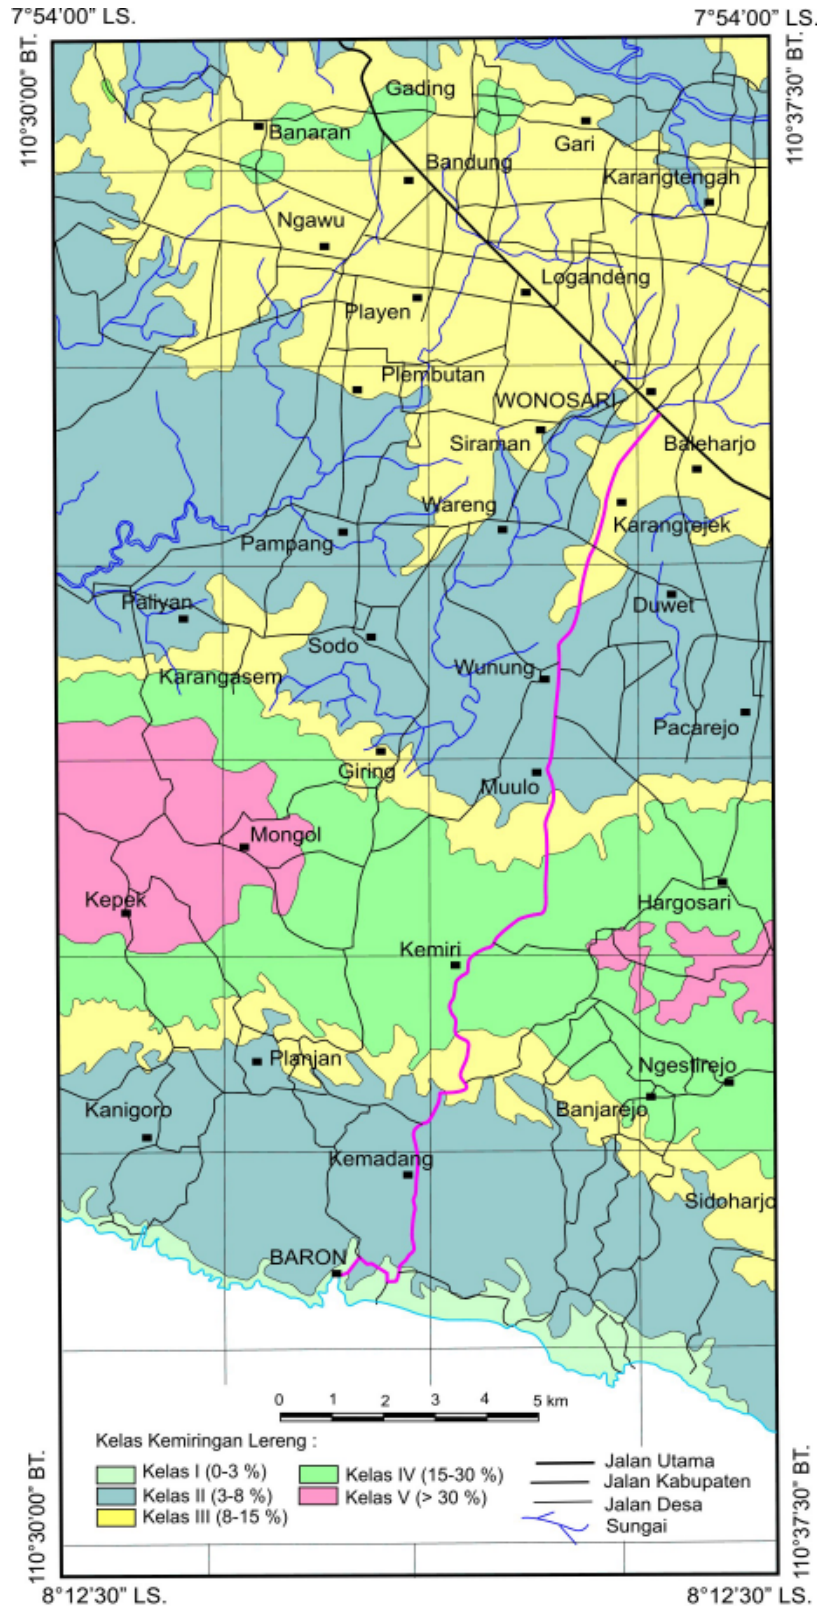 7°54'00" LS.
7°54'00" LS.
110°30'00" BT.
110°37'30" BT.
Gading
Banaran
Gari
Bandung
Karangtengah
Ngawu
Logandeng
Playen
Plembutan
WONOSARI
Siraman
Baleharjo
Wareng
Karangrejek
Pampang
Paliyan
Duwet
Sodo
Wunung
Karangasem
Pacarejo
Giring
Muulo
Mongol
Kepek
Hargosari
Kemiri
Planjan
Ngestirejo
Kanigoro
Banjarejo
Kemadang
Sidoharjo
BARON
0 1 2 3 4 5 km
Kelas Kemiringan Lereng :
Kelas I (0-3 %)
Kelas II (3-8 %)
Kelas III (8-15 %)
Kelas IV (15-30 %)
Kelas V (> 30 %)
Jalan Utama
Jalan Kabupaten
Jalan Desa
Sungai
110°30'00" BT.
110°37'30" BT.
8°12'30" LS.
8°12'30" LS.